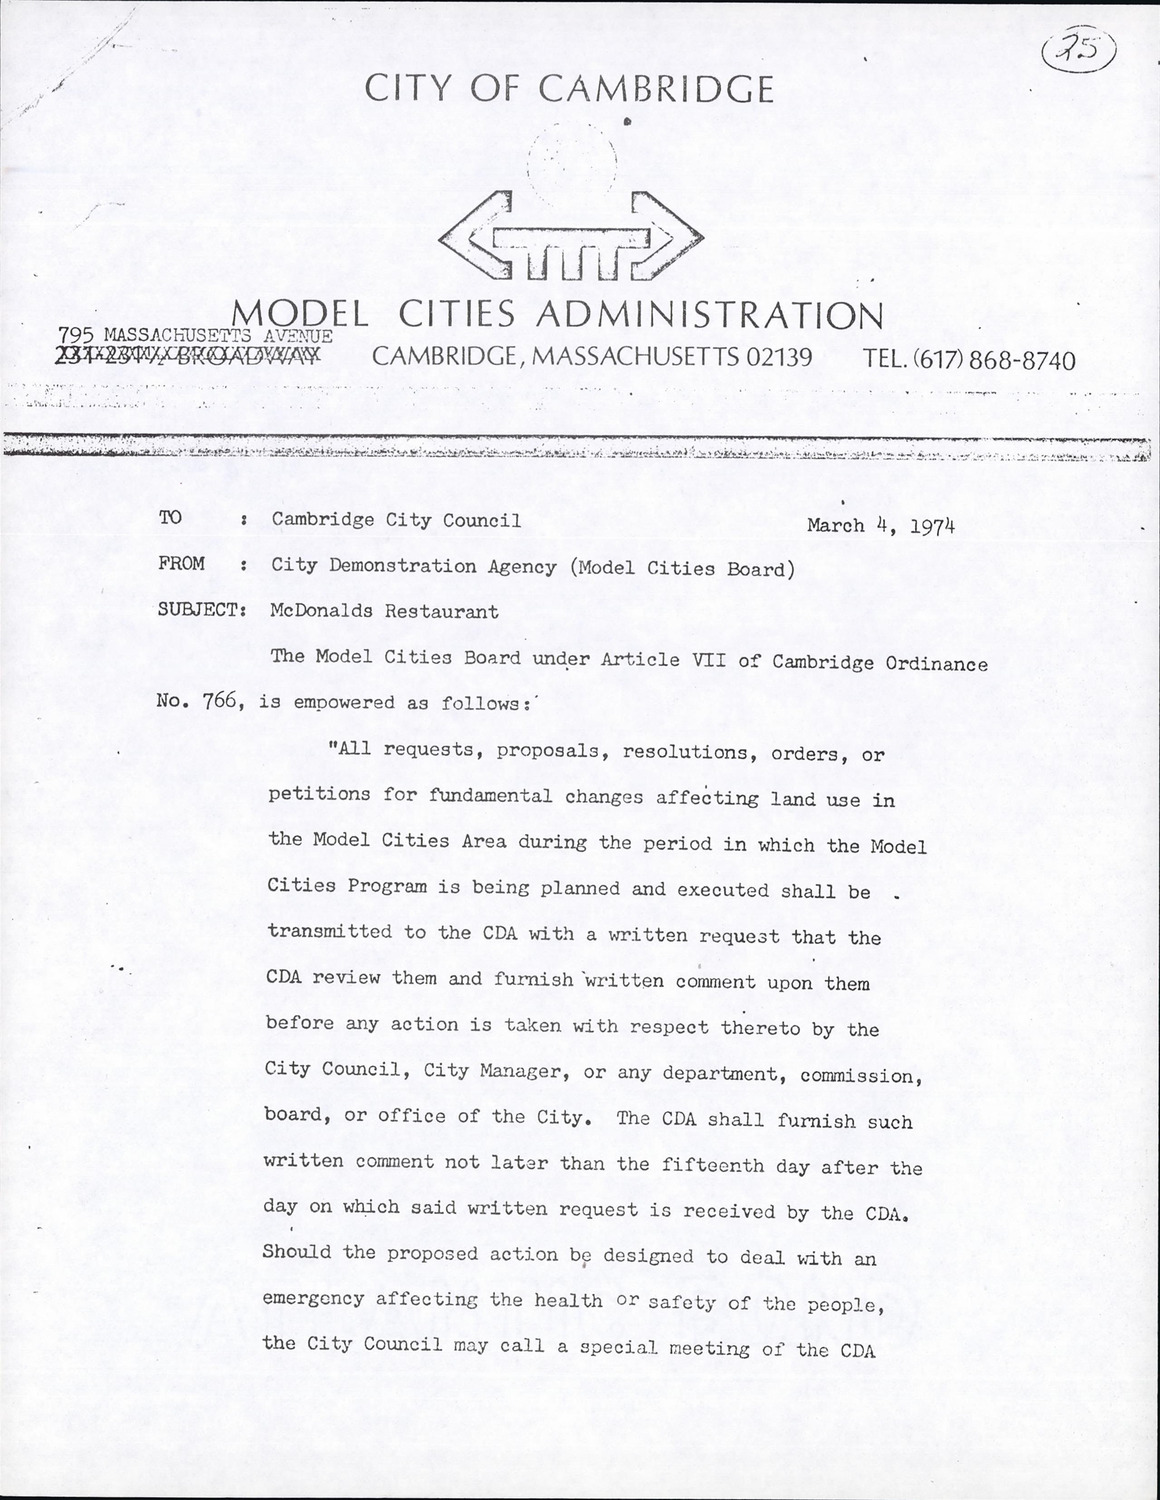 25
CITY OF CAMBRIDGE
MODEL CITIES ADMINISTRATION
795 MASSACHUSETTS AVENUE
231-2341/2 BROADWAY CAMBRIDGE, MASSACHUSETTS 02139 TEL. (617) 868-8740
TO : Cambridge City Council March 4, 1974
FROM : City Demonstration Agency (Model Cities Board)
SUBJECT: McDonalds Restaurant
The Model Cities Board under Article VII of Cambridge Ordinance
No. 766, is empowered as follows:
"All requests, proposals, resolutions, orders, or
petitions for fundamental changes affecting land use in
the Model Cities Area during the period in which the Model
Cities Program is being planned and executed shall be
transmitted to the CDA with a written request that the
CDA review them and furnish written comment upon them
before any action is taken with respect thereto by the
City Council, City Manager, or any department, commission,
board, or office of the City. The CDA shall furnish such
written comment not later than the fifteenth day after the
day on which said written request is received by the CDA.
Should the proposed action be designed to deal with an
emergency affecting the health or safety of the people,
the City Council may call a special meeting of the CDA